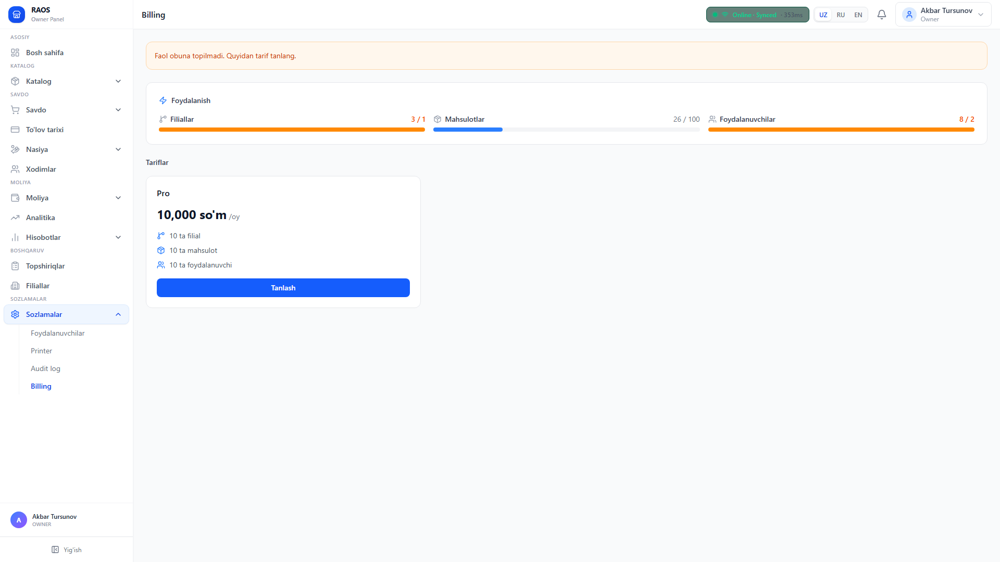 RAOS
Owner Panel
ASOSIY
Bosh sahifa
KATALOG
Katalog
SAVDO
Savdo
To'lov tarixi
Nasiya
Xodimlar
MOLIYA
Moliya
Analitika
Hisobotlar
BOSHQARUV
Topshiriqlar
Filiallar
SOZLAMALAR
Sozlamalar
Foydalanuvchilar
Printer
Audit log
Billing
A
Akbar Tursunov
OWNER
Yig'ish
Billing
Online · Synced · 353ms
UZ RU EN
Akbar Tursunov
Owner
Faol obuna topilmadi. Quyidan tarif tanlang.
Foydalanish
Filiallar 3 / 1
Mahsulotlar 26 / 100
Foydalanuvchilar 8 / 2
Tariflar
Pro
10,000 so'm /oy
10 ta filial
10 ta mahsulot
10 ta foydalanuvchi
Tanlash